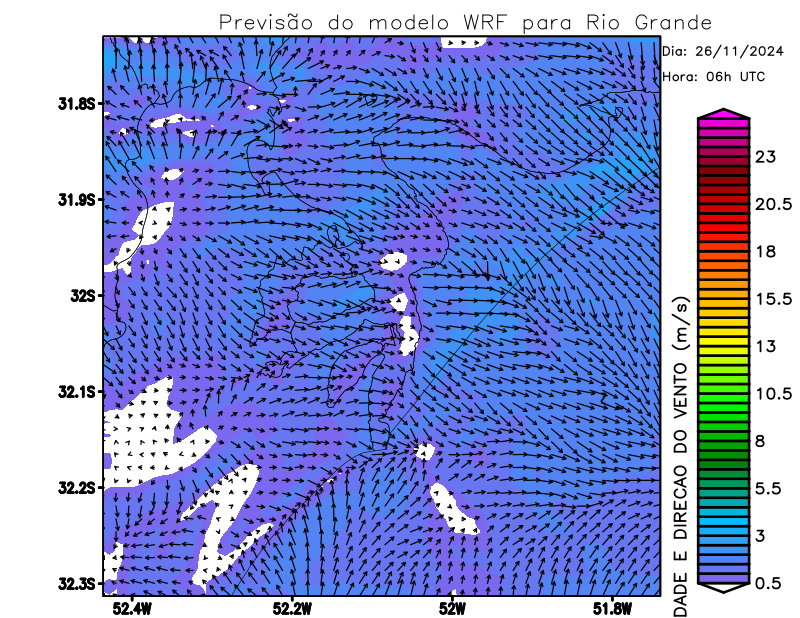 Previsão do modelo WRF para Rio Grande
Dia: 26/11/2024
Hora: 06h UTC
31.8S
31.9S
32S
32.1S
32.2S
32.3S
52.4W
52.2W
52W
51.8W
23
20.5
18
15.5
13
10.5
8
5.5
3
0.5
DADE E DIRECAO DO VENTO (m/s)